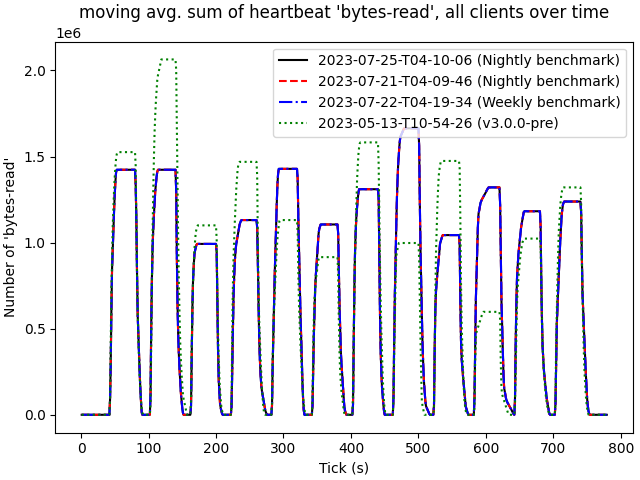 moving avg. sum of heartbeat 'bytes-read', all clients over time
1e6
2023-07-25-T04-10-06 (Nightly benchmark)
2023-07-21-T04-09-46 (Nightly benchmark)
2023-07-22-T04-19-34 (Weekly benchmark)
2023-05-13-T10-54-26 (v3.0.0-pre)
Number of 'bytes-read'
2.0
1.5
1.0
0.5
0.0
0 100 200 300 400 500 600 700 800
Tick (s)